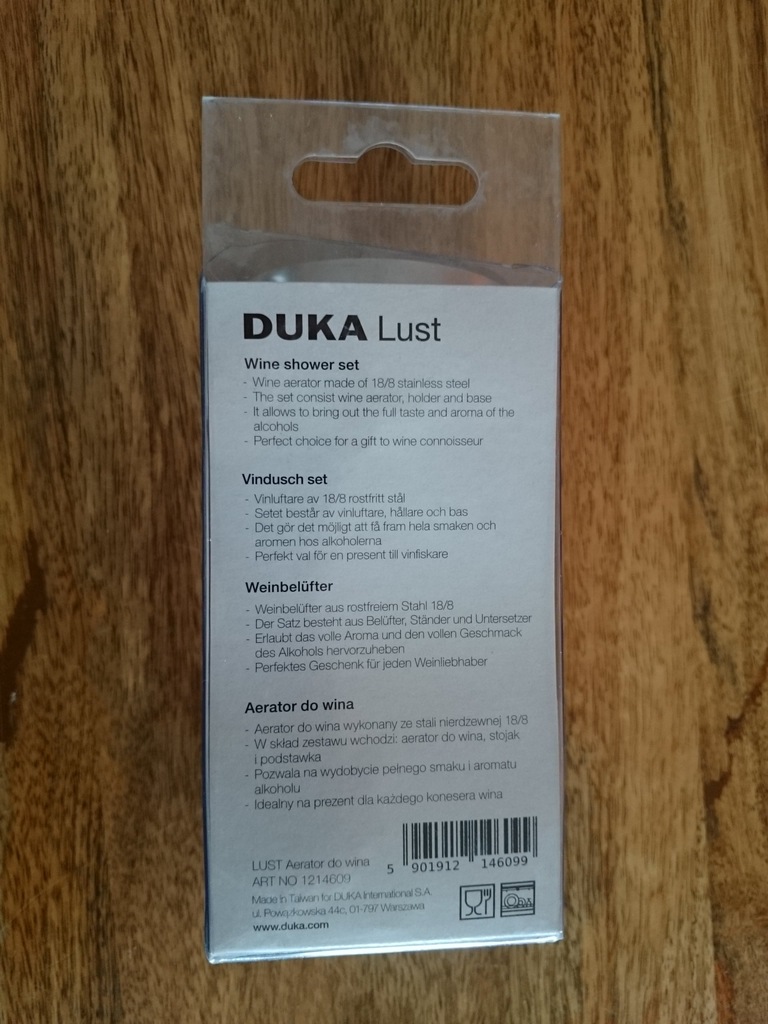 DUKA Lust
Wine shower set
- Wine aerator made of 18/8 stainless steel
- The set consist wine aerator, holder and base
- It allows to bring out the full taste and aroma of the
alcohols
- Perfect choice for a gift to wine connoisseur
Vindusch set
- Vinluftare av 18/8 rostfritt stål
- Setet består av vinluftare, hållare och bas
- Det gör det möjligt att få fram hela smaken och
aromen hos alkoholerna
- Perfekt val för en present till vinfiskare
Weinbelüfter
- Weinbelüfter aus rostfreiem Stahl 18/8
- Der Satz besteht aus Belüfter, Ständer und Untersetzer
- Erlaubt das volle Aroma und den vollen Geschmack
des Alkohols hervorzuheben
- Perfektes Geschenk für jeden Weinliebhaber
Aerator do wina
- Aerator do wina wykonany ze stali nierdzewnej 18/8
- W skład zestawu wchodzi: aerator do wina, stojak
i podstawka
- Pozwala na wydobycie pełnego smaku i aromatu
alkoholu
- Idealny na prezent dla każdego konesera wina
LUST Aerator do wina
ART NO 1214609
5 901912 146099
Made in Taiwan for DUKA International S.A.
ul. Powązkowska 44c, 01-797 Warszawa
www.duka.com